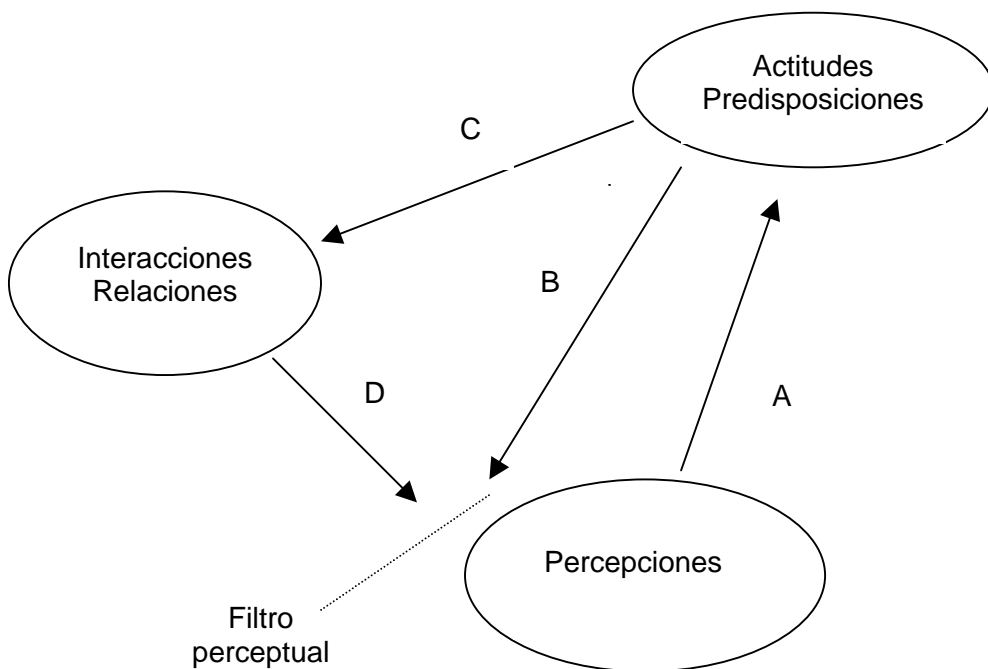 Actitudes
Predisposiciones
C
Interacciones
Relaciones
B
D
A
Percepciones
Filtro
perceptual